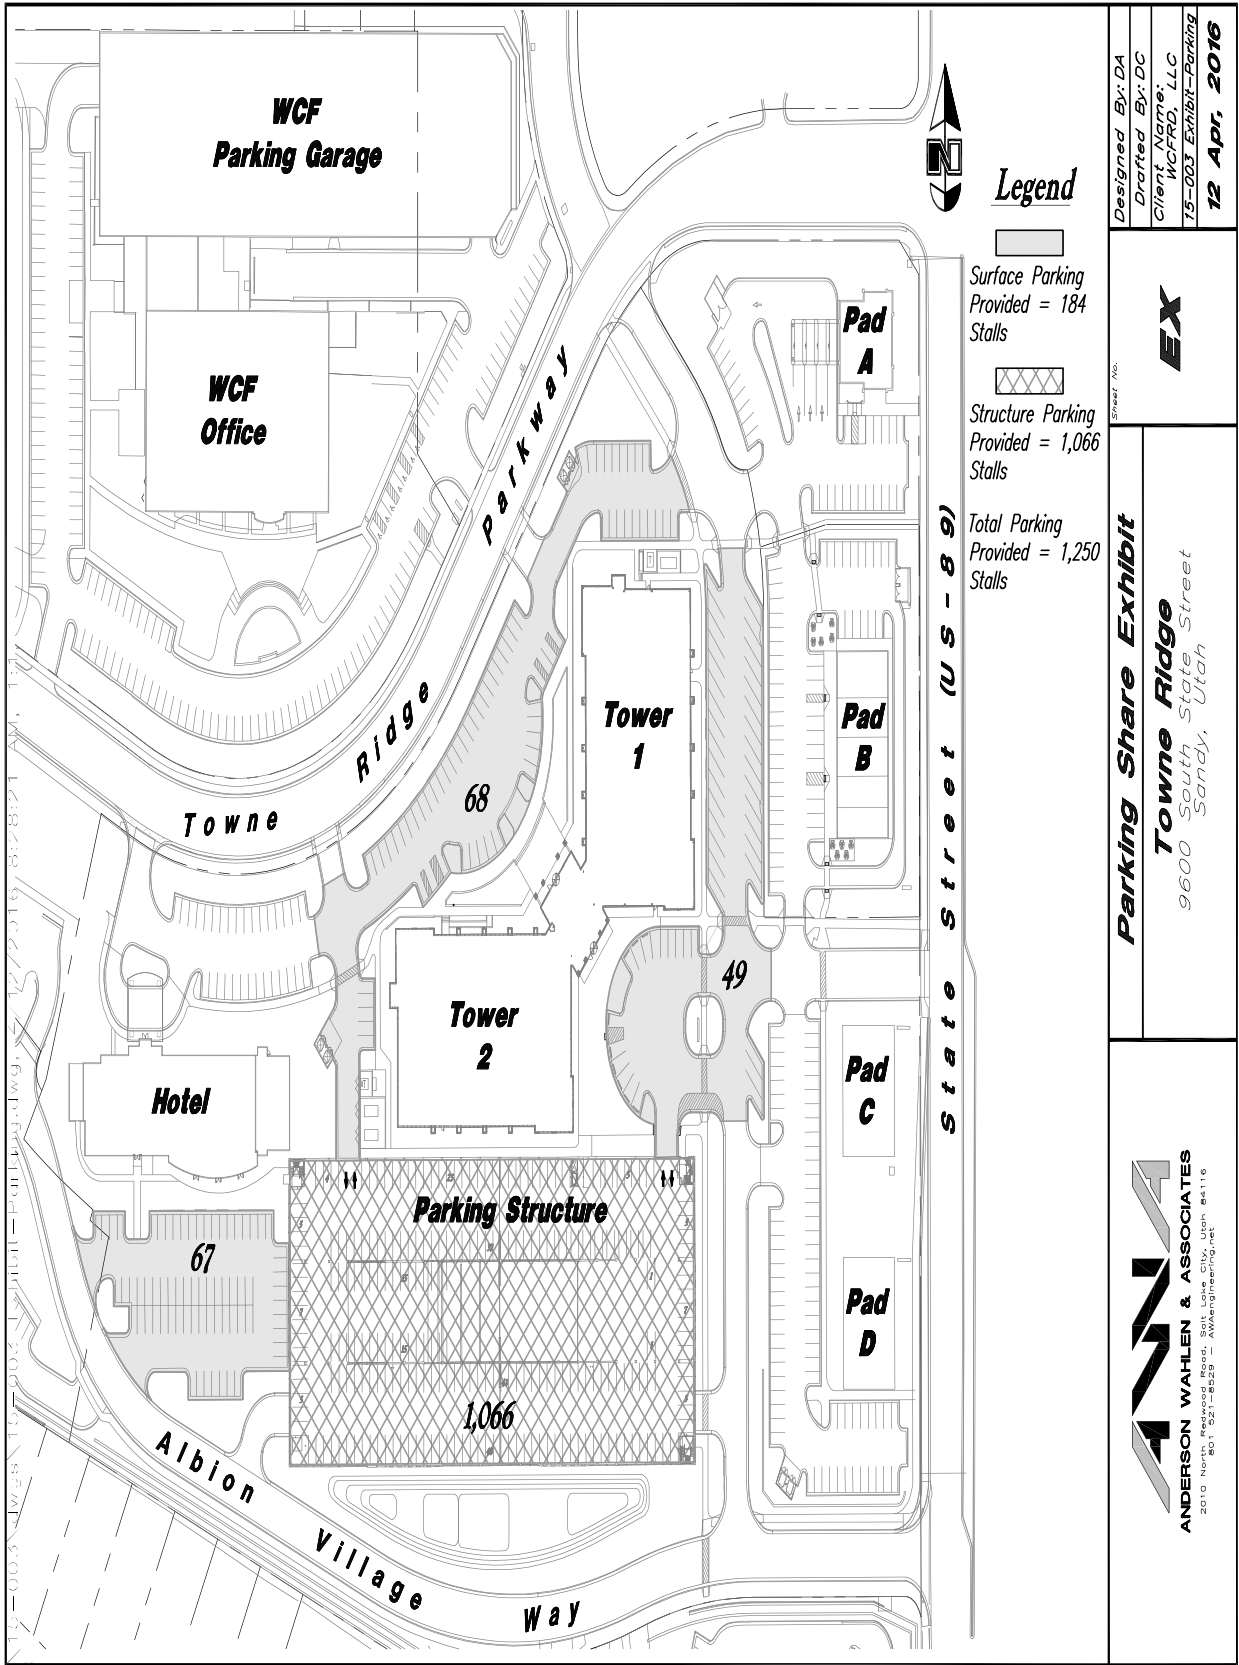 WCF
Parking Garage
WCF
Office
Towne Ridge Parkway
Pad
A
Pad
B
Tower
1
68
49
Tower
2
Hotel
Pad
C
Parking Structure
67
1,066
Pad
D
Albion Village Way
State Street (US-89)
N
Legend
Surface Parking
Provided = 184
Stalls
Structure Parking
Provided = 1,066
Stalls
Total Parking
Provided = 1,250
Stalls
Designed By: DA
Drafted By: DC
Client Name:
WCFRD, LLC
15-003 Exhibit-Parking
12 Apr, 2016
Sheet No.
EX
Parking Share Exhibit
Towne Ridge
9600 South State Street
Sandy, Utah
ANDERSON WAHLEN & ASSOCIATES
2010 North Redwood Road, Salt Lake City, Utah 84116
801 521-8529 - AWAengineering.net